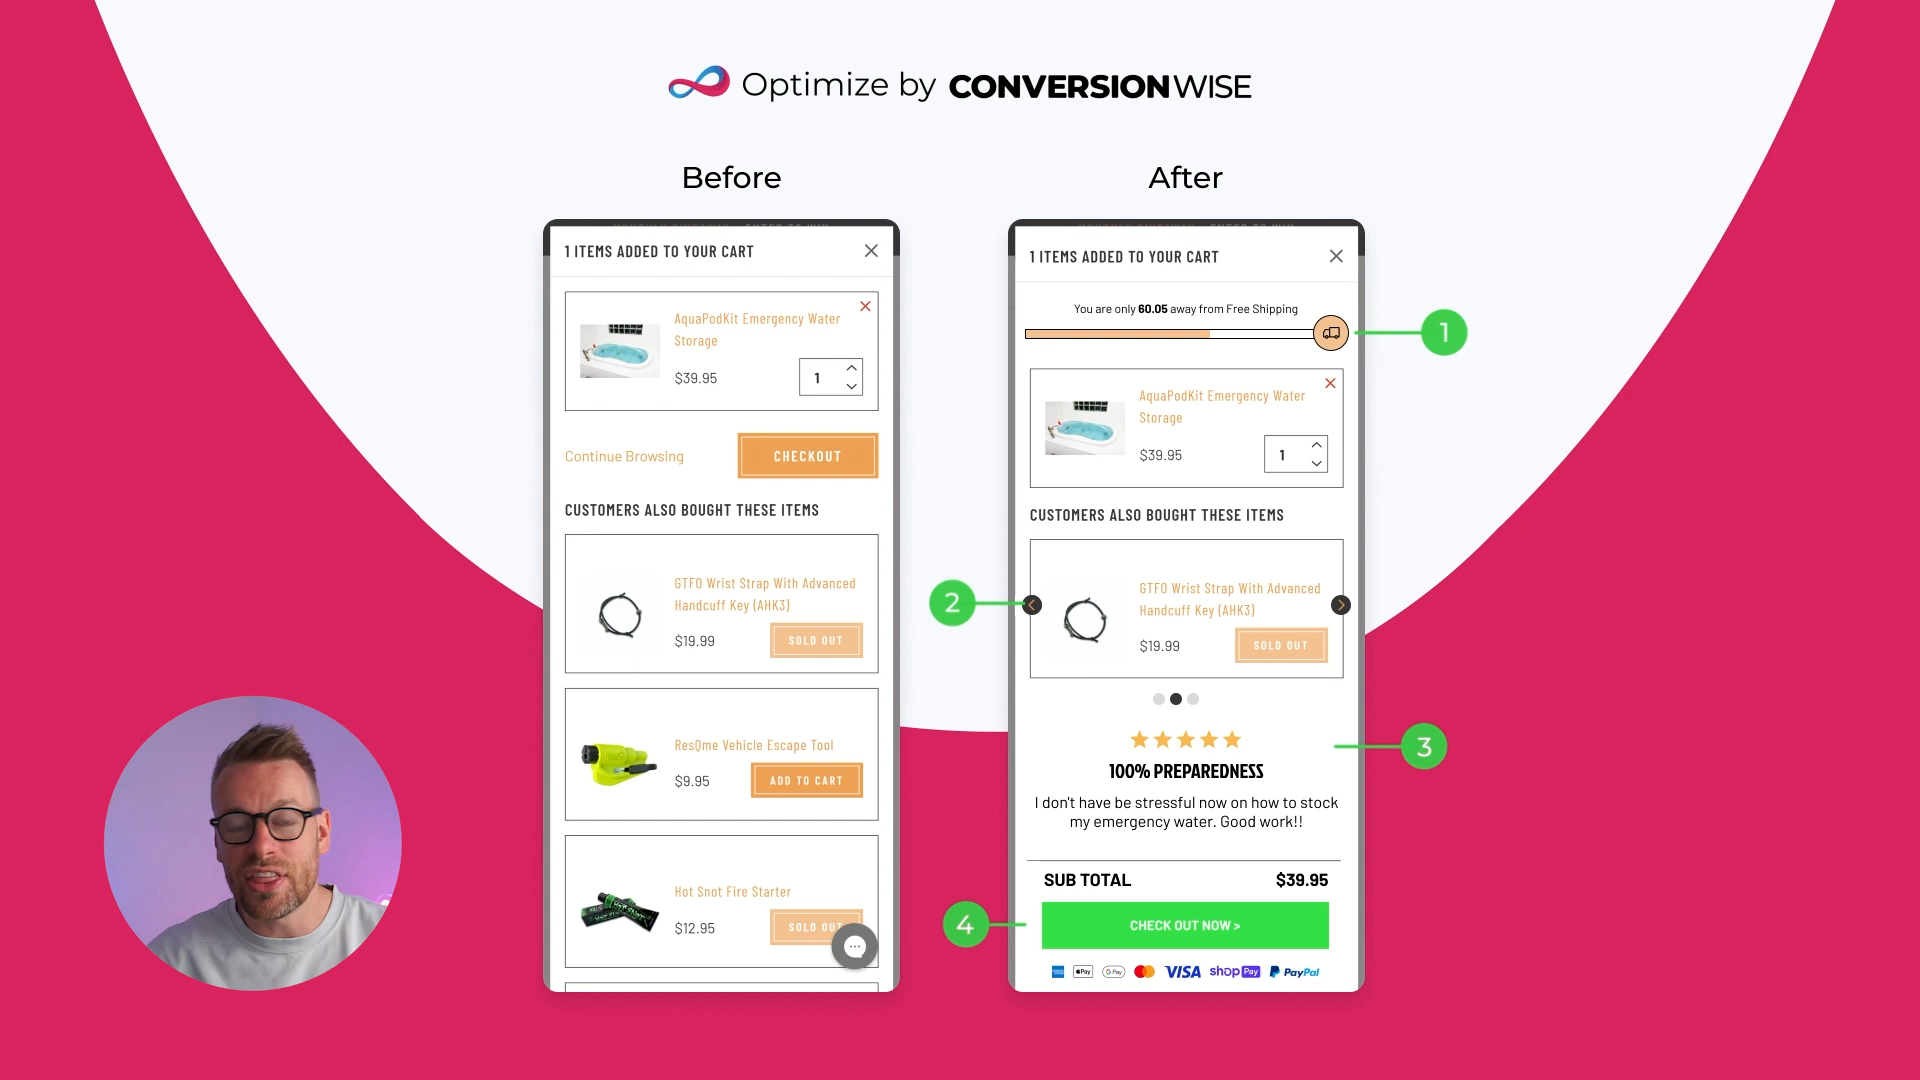 Optimize by CONVERSIONWISE
Before
1 ITEMS ADDED TO YOUR CART
AquaPodKit Emergency Water
Storage
$39.95
1
Continue Browsing
CHECKOUT
CUSTOMERS ALSO BOUGHT THESE ITEMS
GTFO Wrist Strap With Advanced
Handcuff Key (AHK3)
$19.99
SOLD OUT
ResQme Vehicle Escape Tool
$9.95
ADD TO CART
Hot Snot Fire Starter
$12.95
SOLD OUT
After
1 ITEMS ADDED TO YOUR CART
You are only 60.05 away from Free Shipping
1
AquaPodKit Emergency Water
Storage
$39.95
1
CUSTOMERS ALSO BOUGHT THESE ITEMS
2
GTFO Wrist Strap With Advanced
Handcuff Key (AHK3)
$19.99
SOLD OUT
3
100% PREPAREDNESS
I don't have be stressful now on how to stock
my emergency water. Good work!!
SUB TOTAL $39.95
4
CHECK OUT NOW >
Pay G Pay VISA shop Pay PayPal